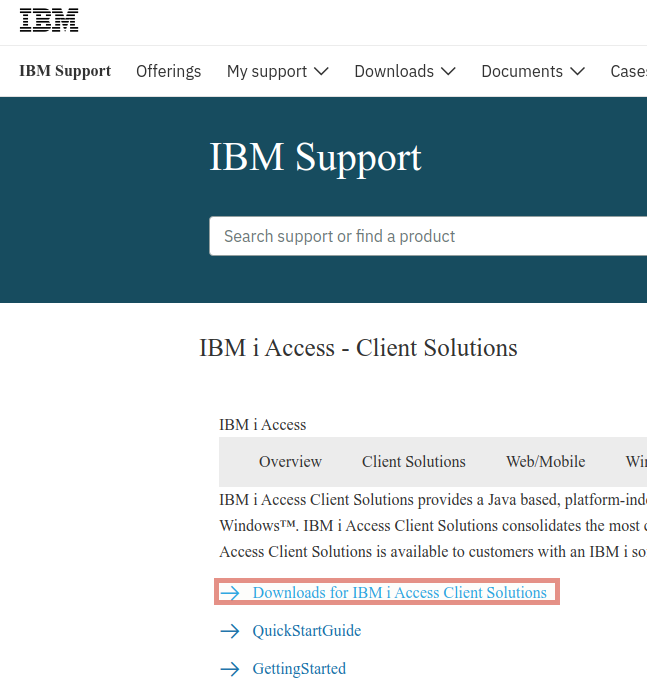 IBM
IBM Support Offerings My support Downloads Documents Cases
IBM Support
Search support or find a product
IBM i Access - Client Solutions
IBM i Access
Overview Client Solutions Web/Mobile Wi
IBM i Access Client Solutions provides a Java based, platform-ind
Windows™. IBM i Access Client Solutions consolidates the most
Access Client Solutions is available to customers with an IBM i so
Downloads for IBM i Access Client Solutions
QuickStartGuide
GettingStarted